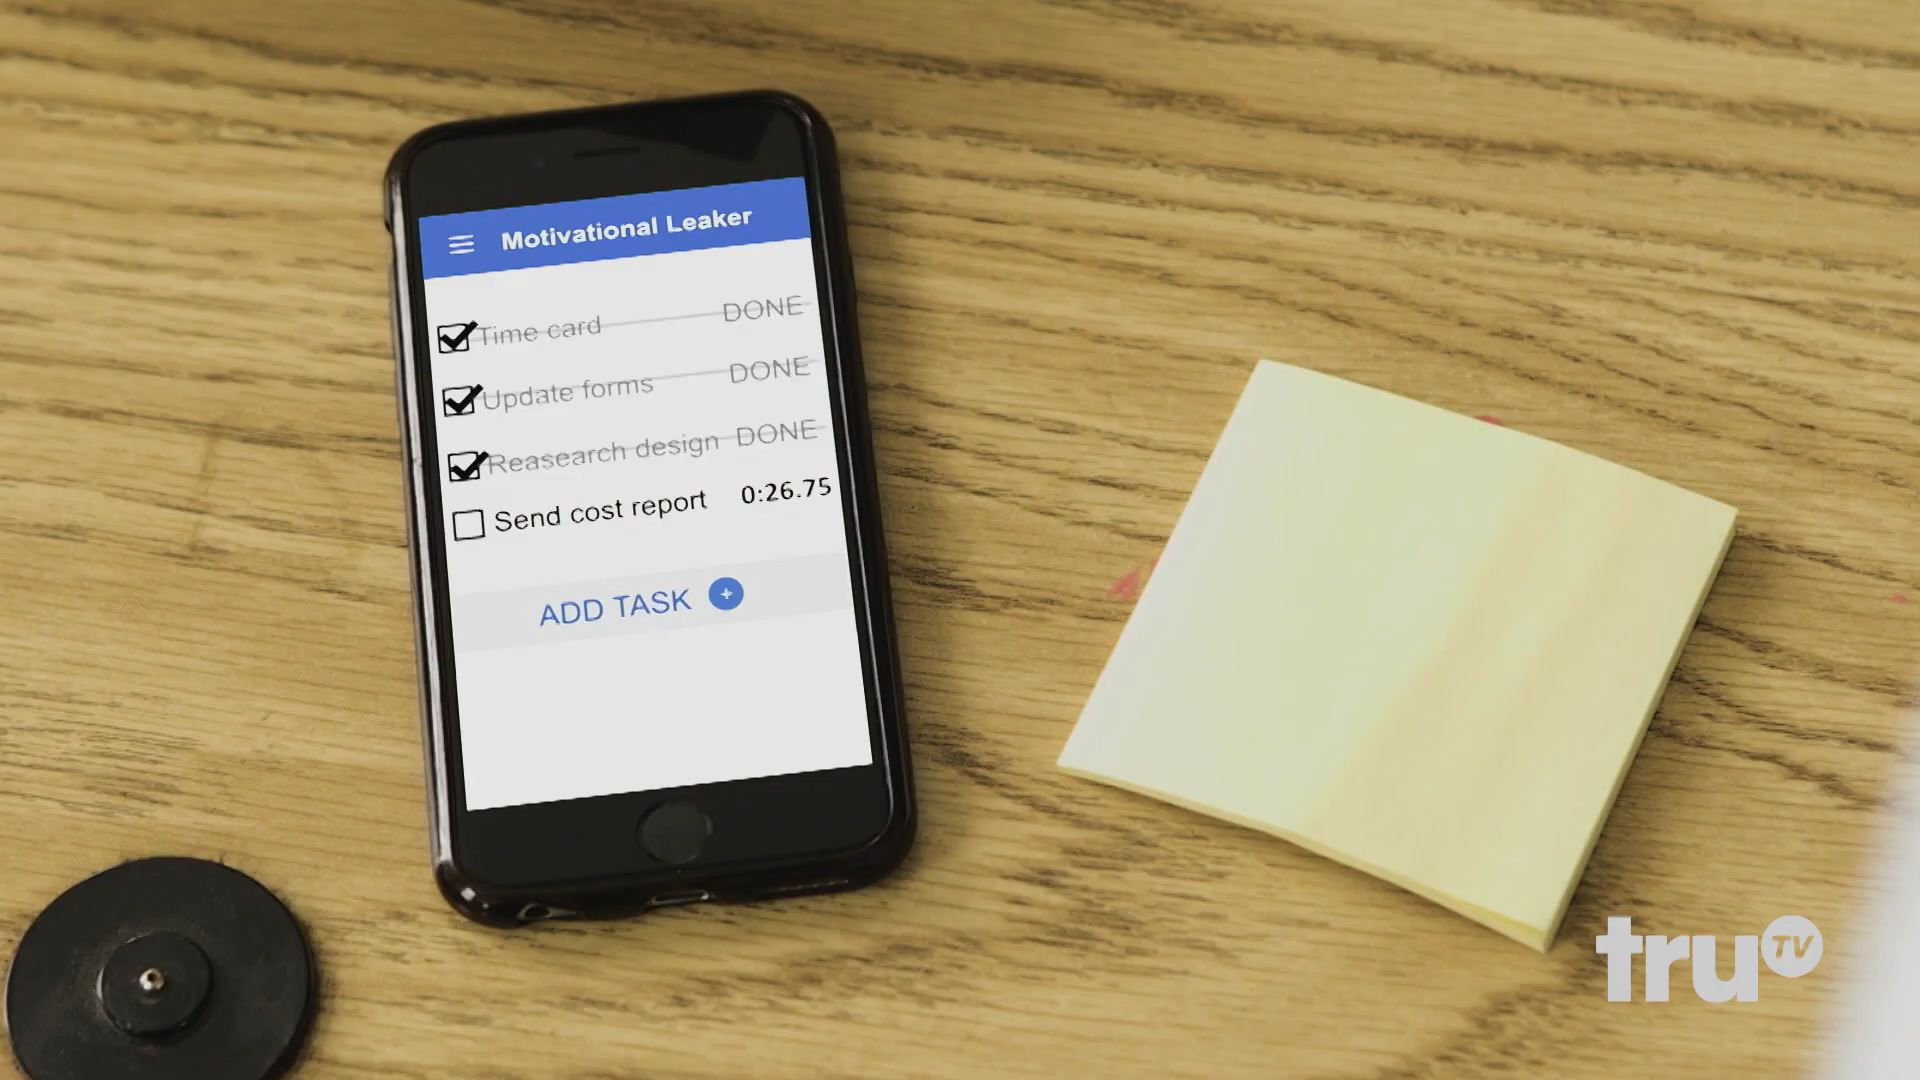 Motivational Leaker
Time card DONE
Update forms DONE
Reasearch design DONE
Send cost report 0:26.75
ADD TASK +
truTV